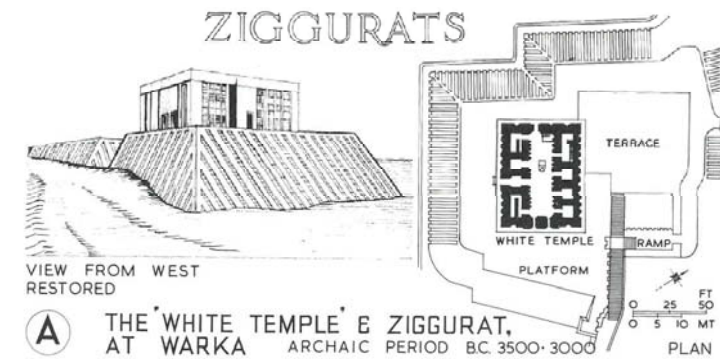 ZIGGURATS
TERRACE
WHITE TEMPLE
RAMP
PLATFORM
VIEW FROM WEST
RESTORED
FT
0 25 50
0 5 10 MT
A THE 'WHITE TEMPLE' & ZIGGURAT,
AT WARKA ARCHAIC PERIOD B.C. 3500·3000
PLAN